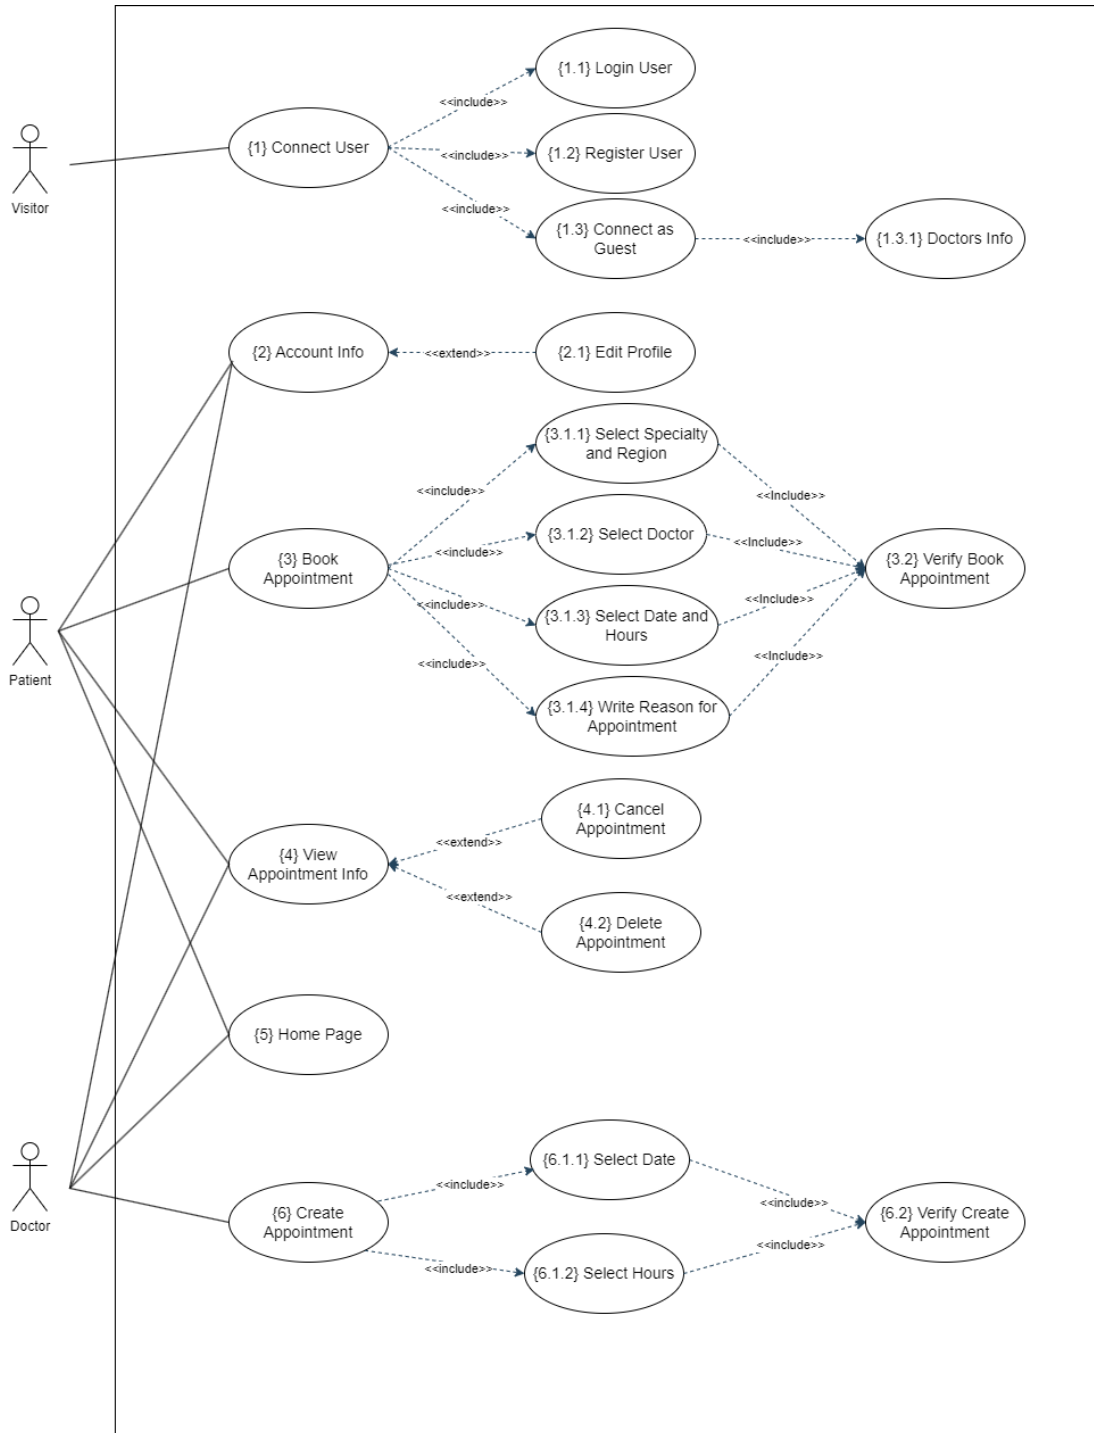 {1.1} Login User
<<include>>
{1} Connect User
{1.2} Register User
<<include>>
Visitor
<<include>>
{1.3} Connect as
Guest
<<include>>
{1.3.1} Doctors Info
{2} Account Info
<<extend>>
{2.1} Edit Profile
{3.1.1} Select Specialty
and Region
<<include>>
<<Include>>
{3} Book
Appointment
<<include>>
{3.1.2} Select Doctor
<<Include>>
{3.2} Verify Book
Appointment
<<include>>
{3.1.3} Select Date and
Hours
<<Include>>
Patient
<<include>>
{3.1.4} Write Reason for
Appointment
<<Include>>
{4.1} Cancel
Appointment
<<extend>>
{4} View
Appointment Info
<<extend>>
{4.2} Delete
Appointment
{5} Home Page
{6.1.1} Select Date
<<include>>
<<include>>
Doctor
{6} Create
Appointment
{6.2} Verify Create
Appointment
<<include>>
{6.1.2} Select Hours
<<include>>